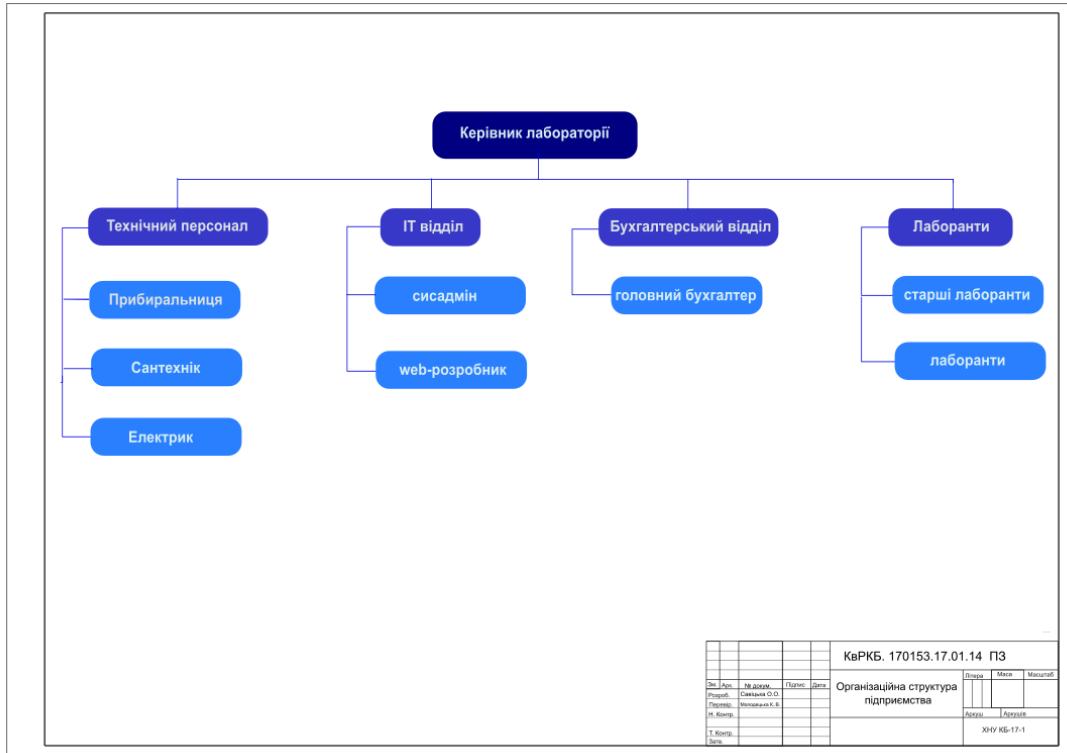 Керівник лабораторії
Технічний персонал
ІТ відділ
Бухгалтерський відділ
Лаборанти
Прибиральниця
сисадмін
головний бухгалтер
старші лаборанти
Сантехнік
web-розробник
лаборанти
Електрик
КвРКБ. 170153.17.01.14 ПЗ
Зм. Арк. № докум. Підпис Дата
Розроб. Савіцька О.О.
Перевір. Молодецька К. В.
Н. Контр.
Т. Контр.
Затв.
Організаційна структура
підприємства
Літера Маса Масштаб
Аркуш Аркушів
ХНУ КБ-17-1